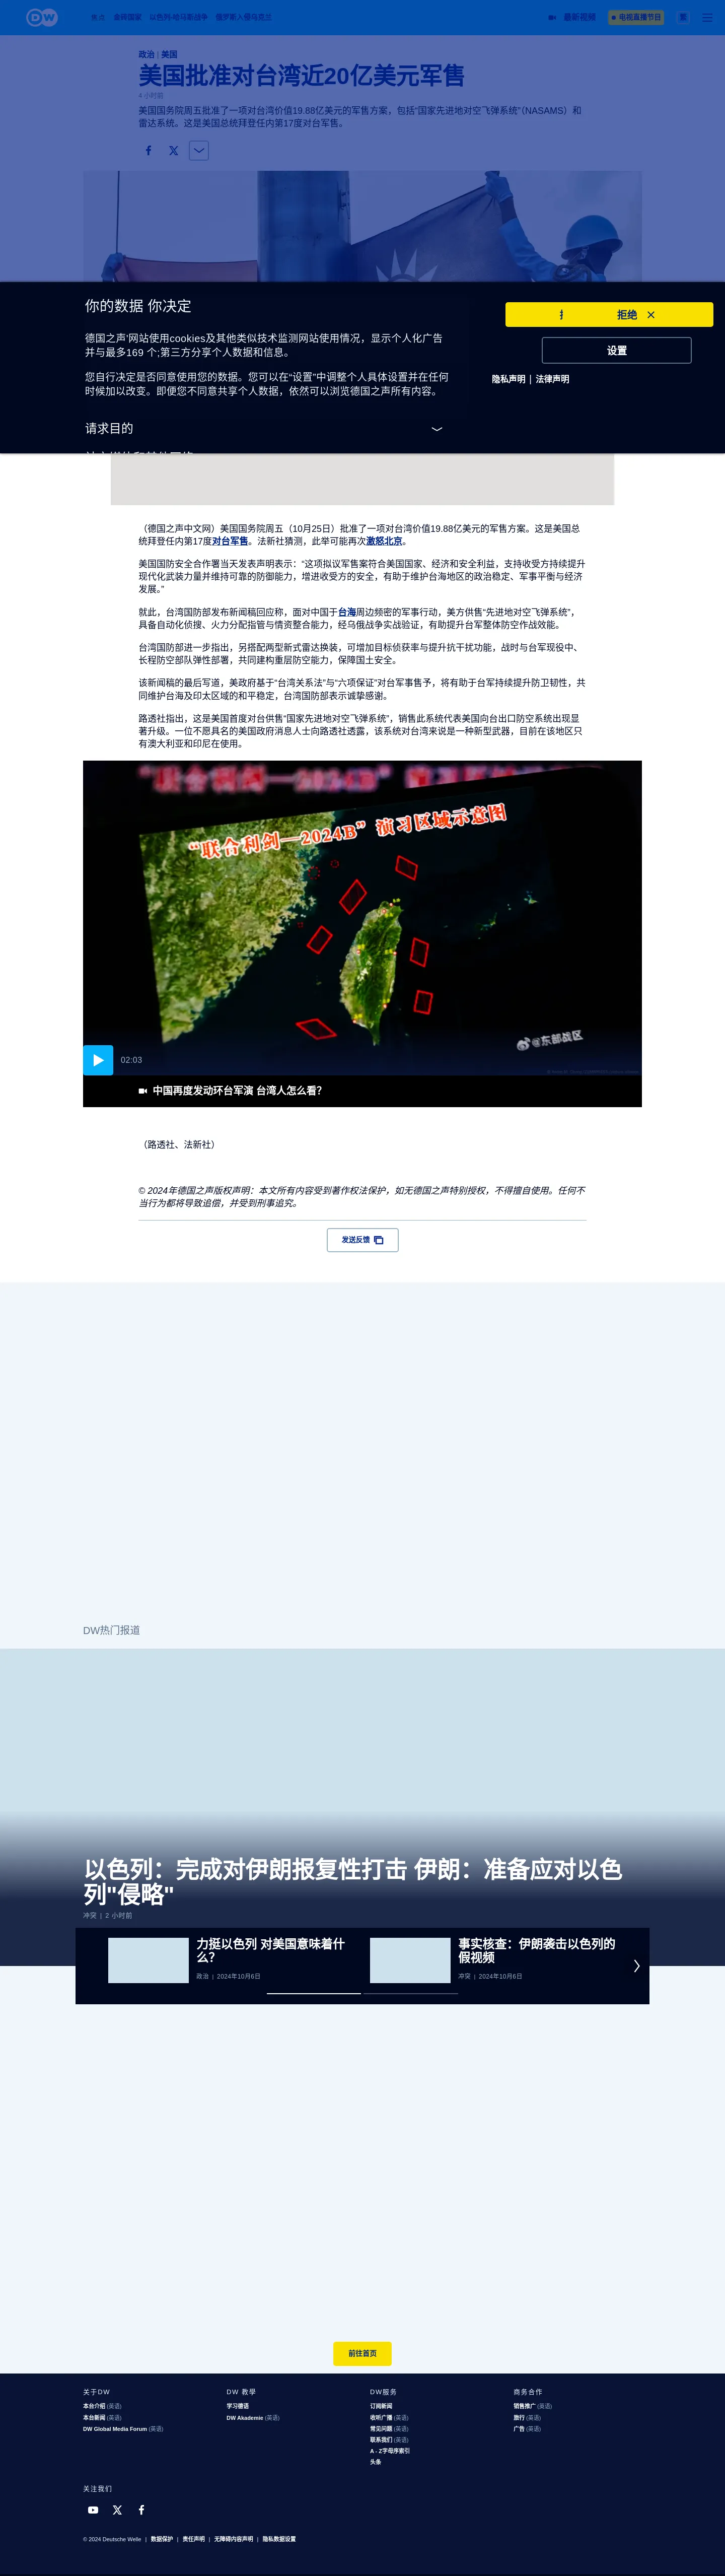 DW
焦点 金砖国家 以色列-哈马斯战争 俄罗斯入侵乌克兰
最新视频
电视直播节目
繁
政治 | 美国
美国批准对台湾近20亿美元军售
4 小时前
美国国务院周五批准了一项对台湾价值19.88亿美元的军售方案，包括“国家先进地对空飞弹系统”（NASAMS）和
雷达系统。这是美国总统拜登任内第17度对台军售。
你的数据 你决定
德国之声'网站使用cookies及其他类似技术监测网站使用情况，显示个人化广告
并与最多169 个;第三方分享个人数据和信息。
您自行决定是否同意使用您的数据。您可以在“设置”中调整个人具体设置并在任何
时候加以改变。即便您不同意共享个人数据，依然可以浏览德国之声所有内容。
请求目的
拒绝
设置
隐私声明 | 法律声明
（德国之声中文网）美国国务院周五（10月25日）批准了一项对台湾价值19.88亿美元的军售方案。这是美国总
统拜登任内第17度对台军售。法新社猜测，此举可能再次激怒北京。
美国国防安全合作署当天发表声明表示：“这项拟议军售案符合美国国家、经济和安全利益，支持收受方持续提升
现代化武装力量并维持可靠的防御能力，增进收受方的安全，有助于维护台海地区的政治稳定、军事平衡与经济
发展。”
就此，台湾国防部发布新闻稿回应称，面对中国于台海周边频密的军事行动，美方供售“先进地对空飞弹系统”，
具备自动化侦搜、火力分配指管与情资整合能力，经乌俄战争实战验证，有助提升台军整体防空作战效能。
台湾国防部进一步指出，另搭配两型新式雷达换装，可增加目标侦获率与提升抗干扰功能，战时与台军现役中、
长程防空部队弹性部署，共同建构重层防空能力，保障国土安全。
该新闻稿的最后写道，美政府基于“台湾关系法”与“六项保证”对台军事售予，将有助于台军持续提升防卫韧性，共
同维护台海及印太区域的和平稳定，台湾国防部表示诚挚感谢。
路透社指出，这是美国首度对台供售“国家先进地对空飞弹系统”，销售此系统代表美国向台出口防空系统出现显
著升级。一位不愿具名的美国政府消息人士向路透社透露，该系统对台湾来说是一种新型武器，目前在该地区只
有澳大利亚和印尼在使用。
“联合利剑—2024B”演习区域示意图
@东部战区
02:03
中国再度发动环台军演 台湾人怎么看？
（路透社、法新社）
© 2024年德国之声版权声明：本文所有内容受到著作权法保护，如无德国之声特别授权，不得擅自使用。任何不
当行为都将导致追偿，并受到刑事追究。
发送反馈
DW热门报道
以色列：完成对伊朗报复性打击 伊朗：准备应对以色
列"侵略"
冲突 | 2 小时前
力挺以色列 对美国意味着什
么？
政治 | 2024年10月6日
事实核查：伊朗袭击以色列的
假视频
冲突 | 2024年10月6日
前往首页
关于DW
本台介绍 (英语)
本台新闻 (英语)
DW Global Media Forum (英语)
DW 教學
学习德语
DW Akademie (英语)
DW服务
订阅新闻
收听广播 (英语)
常见问题 (英语)
联系我们 (英语)
A - Z字母序索引
头条
商务合作
销售推广 (英语)
旅行 (英语)
广告 (英语)
关注我们
© 2024 Deutsche Welle | 数据保护 | 责任声明 | 无障碍内容声明 | 隐私数据设置